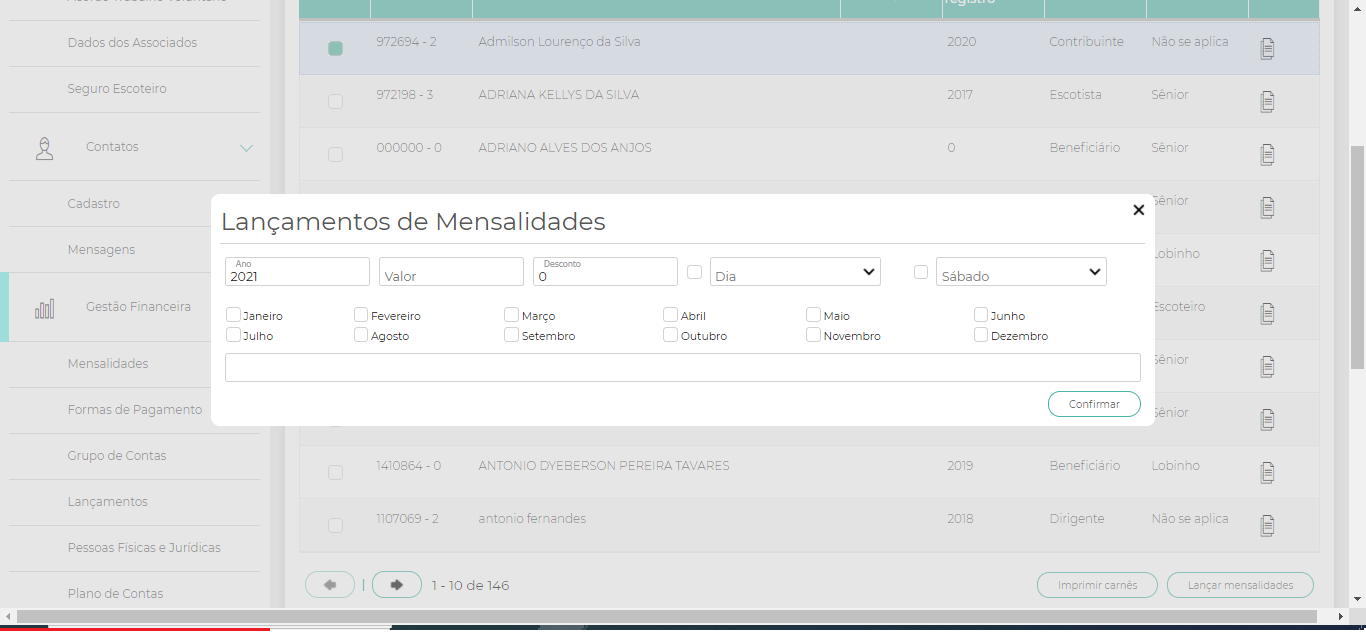 Acordo Trabalho Voluntário
registro
Dados dos Associados
972694 - 2 Admilson Lourenço da Silva 2020 Contribuinte Não se aplica
Seguro Escoteiro
972198 - 3 ADRIANA KELLYS DA SILVA 2017 Escotista Sênior
Contatos
000000 - 0 ADRIANO ALVES DOS ANJOS 0 Beneficiário Sênior
Cadastro
Sênior
Mensagens
Lobinho
Gestão Financeira
Escoteiro
Mensalidades
Sênior
Formas de Pagamento
Sênior
Lançamentos de Mensalidades
Ano
2021
Valor
Desconto
0
Dia
Sábado
Janeiro Fevereiro Março Abril Maio Junho
Julho Agosto Setembro Outubro Novembro Dezembro
Confirmar
Grupo de Contas
1410864 - 0 ANTONIO DYEBERSON PEREIRA TAVARES 2019 Beneficiário Lobinho
Lançamentos
1107069 - 2 antonio fernandes 2018 Dirigente Não se aplica
Pessoas Físicas e Jurídicas
Plano de Contas
| 1 - 10 de 146
Imprimir carnês Lançar mensalidades